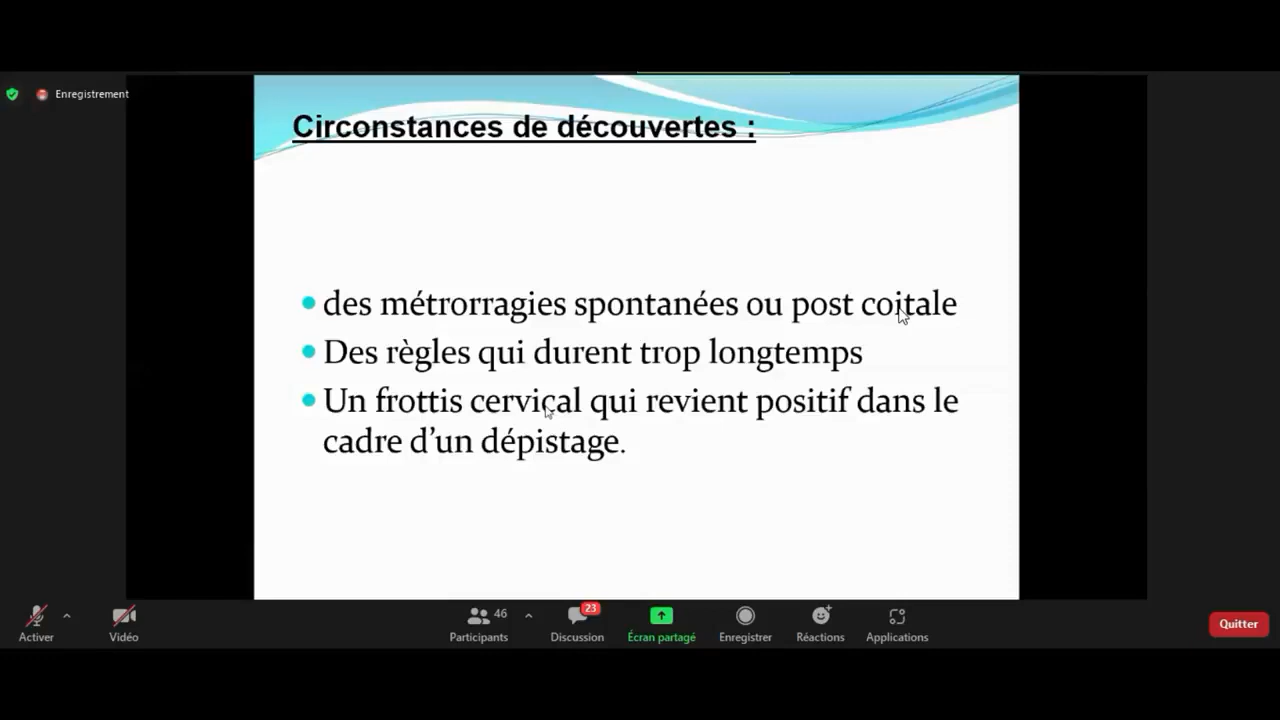 Enregistrement
Circonstances de découvertes :
des métrorragies spontanées ou post coitale
Des règles qui durent trop longtemps
Un frottis cervical qui revient positif dans le
cadre d’un dépistage.
46
23
Activer
Vidéo
Participants
Discussion
Écran partagé
Enregistrer
Réactions
Applications
Quitter